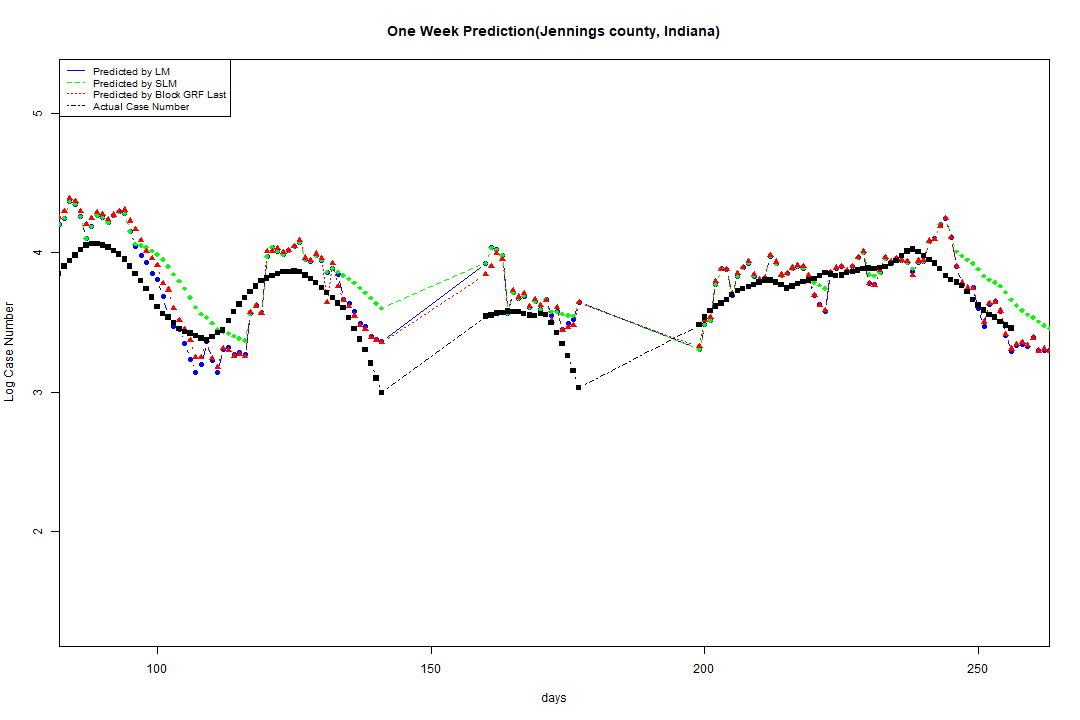 One Week Prediction(Jennings county, Indiana)
Predicted by LM
Predicted by SLM
Predicted by Block GRF Last
Actual Case Number
Log Case Number
5
4
3
2
100 150 200 250
days